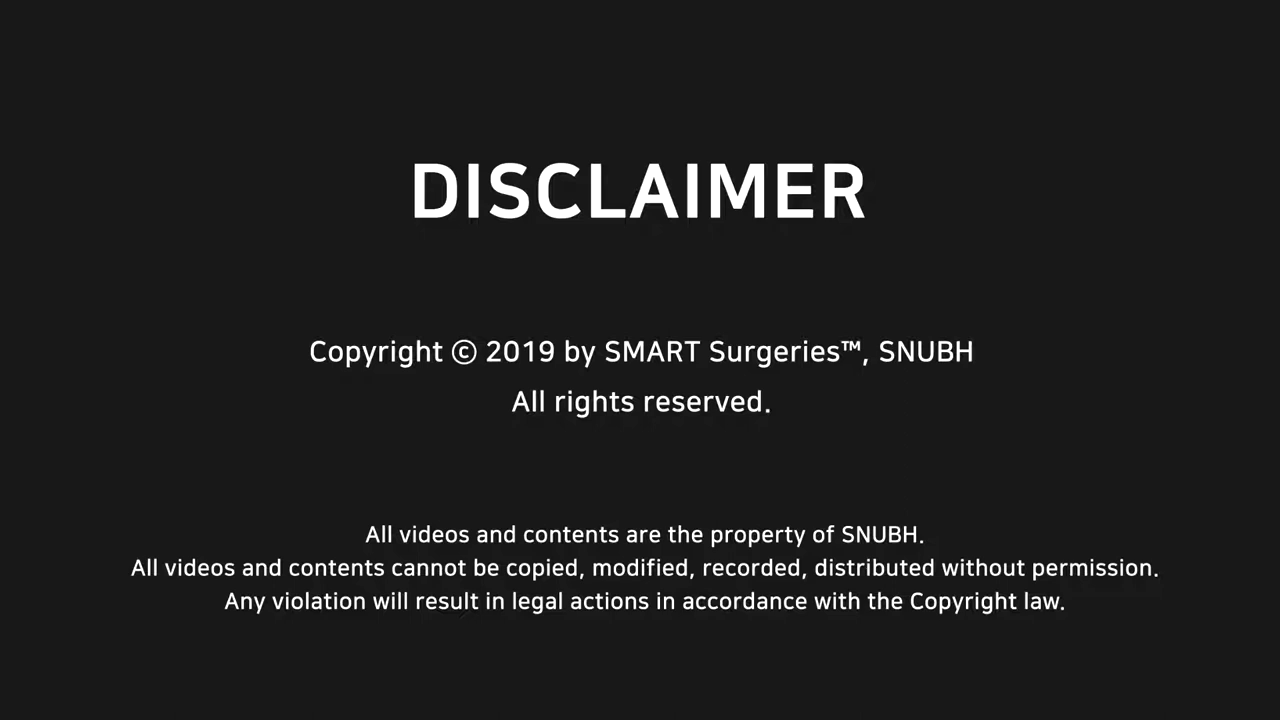 DISCLAIMER
Copyright © 2019 by SMART Surgeries™, SNUBH
All rights reserved.
All videos and contents are the property of SNUBH.
All videos and contents cannot be copied, modified, recorded, distributed without permission.
Any violation will result in legal actions in accordance with the Copyright law.